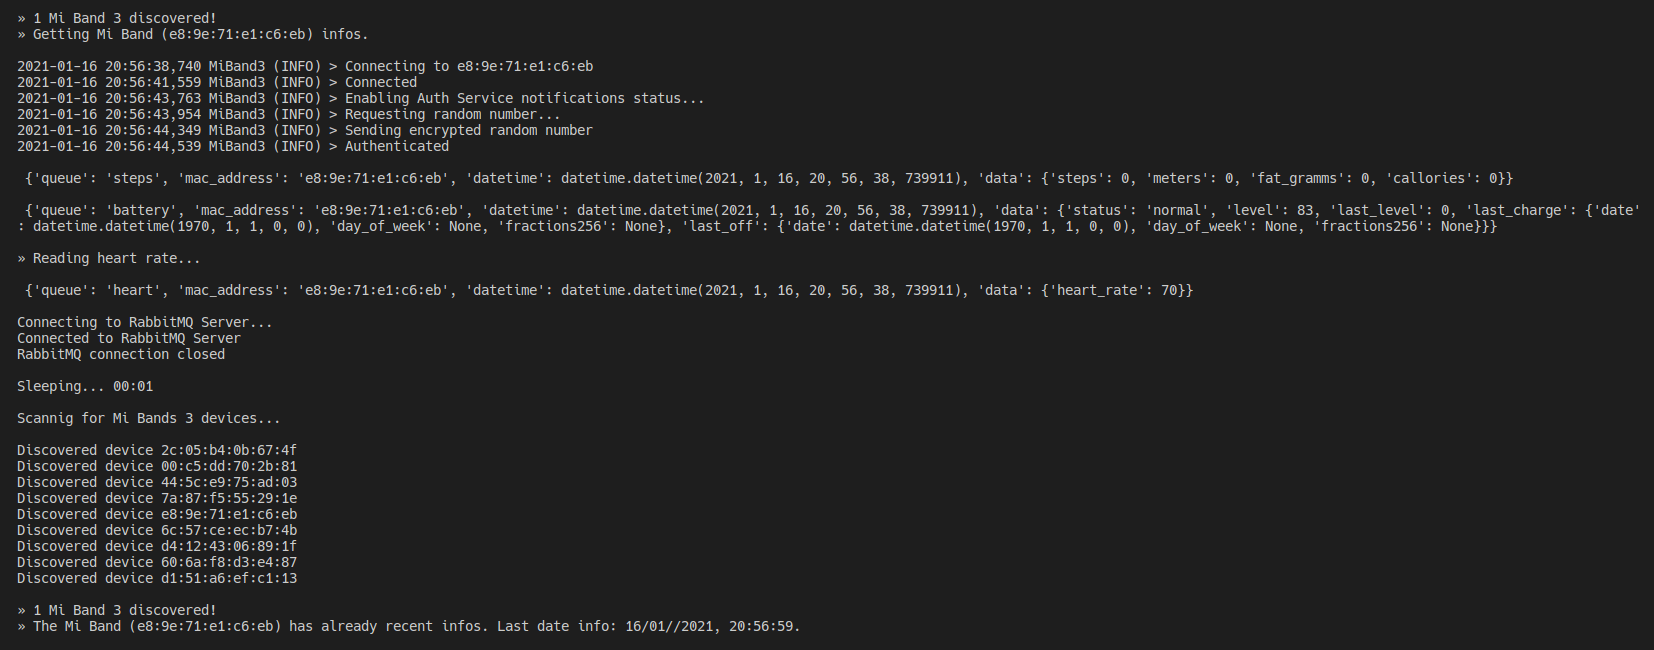 » 1 Mi Band 3 discovered!
» Getting Mi Band (e8:9e:71:e1:c6:eb) infos.
2021-01-16 20:56:38,740 MiBand3 (INFO) > Connecting to e8:9e:71:e1:c6:eb
2021-01-16 20:56:41,559 MiBand3 (INFO) > Connected
2021-01-16 20:56:43,763 MiBand3 (INFO) > Enabling Auth Service notifications status...
2021-01-16 20:56:43,954 MiBand3 (INFO) > Requesting random number...
2021-01-16 20:56:44,349 MiBand3 (INFO) > Sending encrypted random number
2021-01-16 20:56:44,539 MiBand3 (INFO) > Authenticated
{'queue': 'steps', 'mac_address': 'e8:9e:71:e1:c6:eb', 'datetime': datetime.datetime(2021, 1, 16, 20, 56, 38, 739911), 'data': {'steps': 0, 'meters': 0, 'fat_gramms': 0, 'callories': 0}}
{'queue': 'battery', 'mac_address': 'e8:9e:71:e1:c6:eb', 'datetime': datetime.datetime(2021, 1, 16, 20, 56, 38, 739911), 'data': {'status': 'normal', 'level': 83, 'last_level': 0, 'last_charge': {'date'
: datetime.datetime(1970, 1, 1, 0, 0), 'day_of_week': None, 'fractions256': None}, 'last_off': {'date': datetime.datetime(1970, 1, 1, 0, 0), 'day_of_week': None, 'fractions256': None}}}
» Reading heart rate...
{'queue': 'heart', 'mac_address': 'e8:9e:71:e1:c6:eb', 'datetime': datetime.datetime(2021, 1, 16, 20, 56, 38, 739911), 'data': {'heart_rate': 70}}
Connecting to RabbitMQ Server...
Connected to RabbitMQ Server
RabbitMQ connection closed
Sleeping... 00:01
Scannig for Mi Bands 3 devices...
Discovered device 2c:05:b4:0b:67:4f
Discovered device 00:c5:dd:70:2b:81
Discovered device 44:5c:e9:75:ad:03
Discovered device 7a:87:f5:55:29:1e
Discovered device e8:9e:71:e1:c6:eb
Discovered device 6c:57:ce:ec:b7:4b
Discovered device d4:12:43:06:89:1f
Discovered device 60:6a:f8:d3:e4:87
Discovered device d1:51:a6:ef:c1:13
» 1 Mi Band 3 discovered!
» The Mi Band (e8:9e:71:e1:c6:eb) has already recent infos. Last date info: 16/01//2021, 20:56:59.